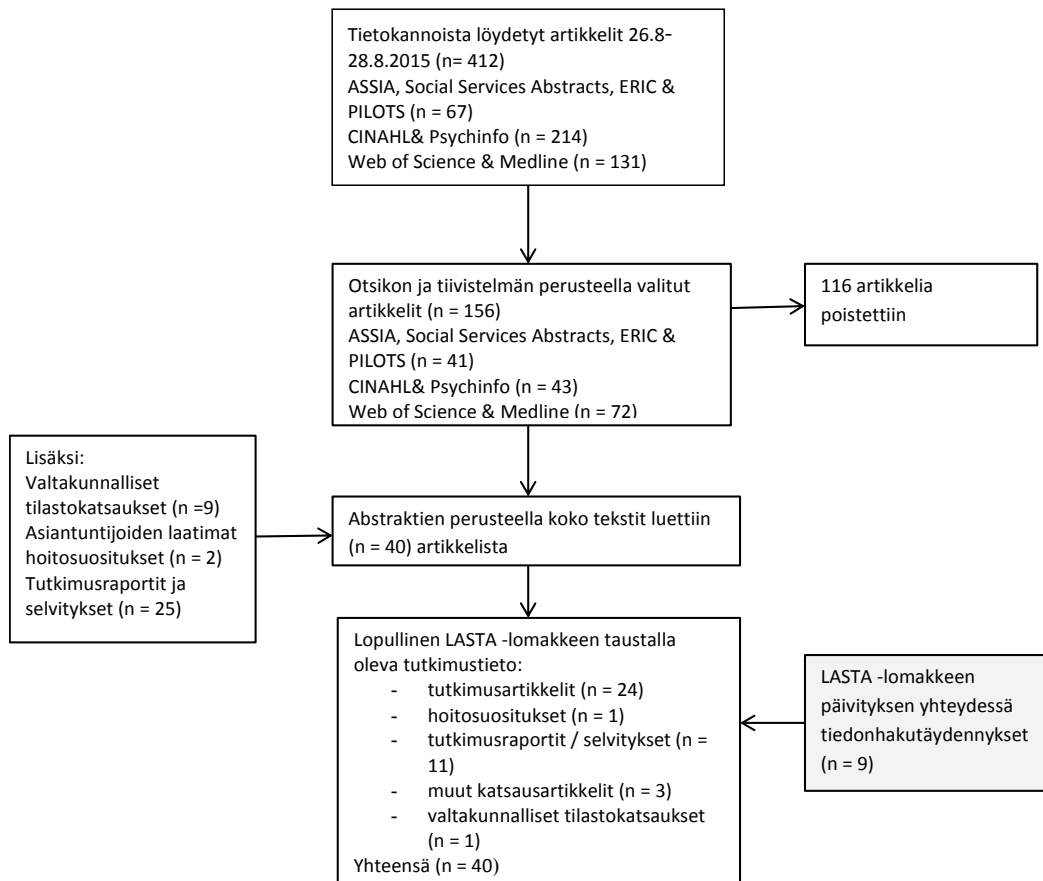 Tietokannoista löydetyt artikkelit 26.8-
28.8.2015 (n= 412)
ASSIA, Social Services Abstracts, ERIC &
PILOTS (n = 67)
CINAHL& Psychinfo (n = 214)
Web of Science & Medline (n = 131)
Otsikon ja tiivistelmän perusteella valitut
artikkelit (n = 156)
ASSIA, Social Services Abstracts, ERIC &
PILOTS (n = 41)
CINAHL& Psychinfo (n = 43)
Web of Science & Medline (n = 72)
116 artikkelia
poistettiin
Lisäksi:
Valtakunnalliset
tilastokatsaukset (n =9)
Asiantuntijoiden laatimat
hoitosuositukset (n = 2)
Tutkimusraportit ja
selvitykset (n = 25)
Abstraktien perusteella koko tekstit luettiin
(n = 40) artikkelista
Lopullinen LASTA -lomakkeen taustalla
oleva tutkimustieto:
- tutkimusartikkelit (n = 24)
- hoitosuositukset (n = 1)
- tutkimusraportit / selvitykset (n =
11)
- muut katsausartikkelit (n = 3)
- valtakunnalliset tilastokatsaukset
(n = 1)
Yhteensä (n = 40)
LASTA -lomakkeen
päivityksen yhteydessä
tiedonhakutäydennykset
(n = 9)